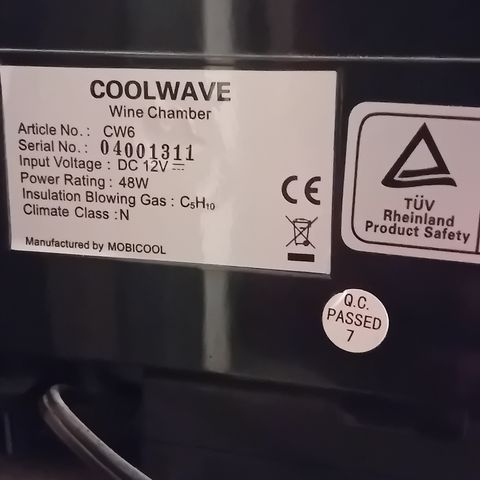 COOLWAVE
Wine Chamber
Article No.: CW6
Serial No.: 04001311
Input Voltage : DC 12V ⎓
Power Rating : 48W
Insulation Blowing Gas : C₅H₁₀
Climate Class : N
Manufactured by MOBICOOL
CE
TÜV
Rheinland
Product Safety
Q.C.
PASSED
7